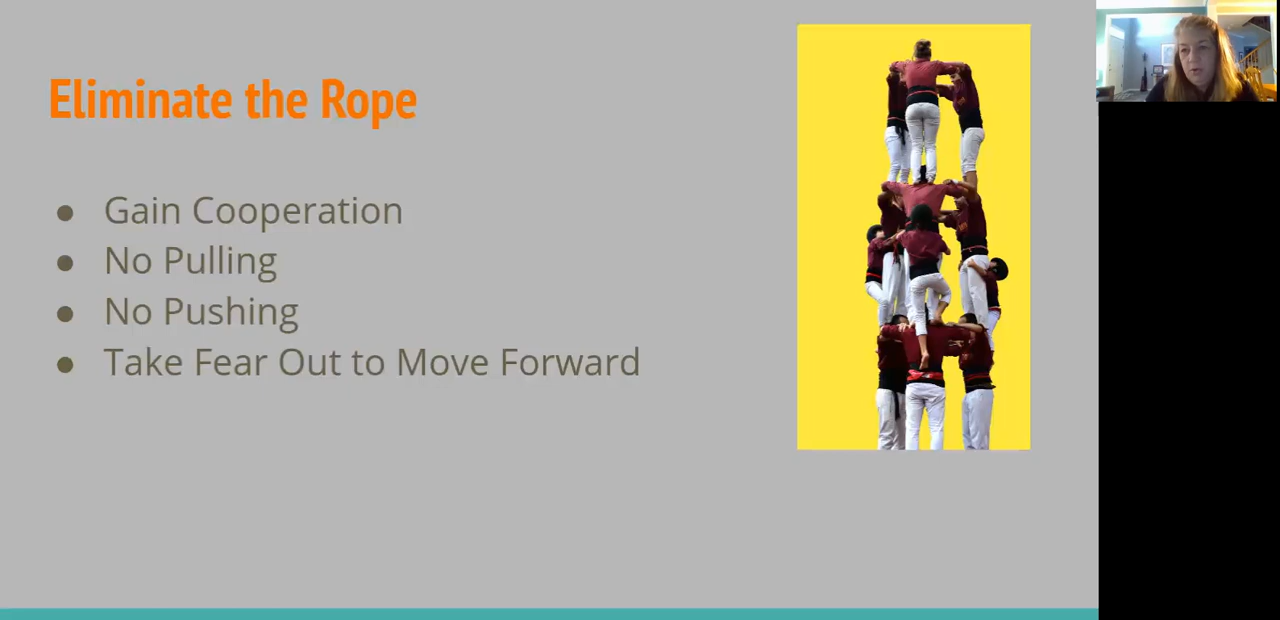 Eliminate the Rope
● Gain Cooperation
● No Pulling
● No Pushing
● Take Fear Out to Move Forward